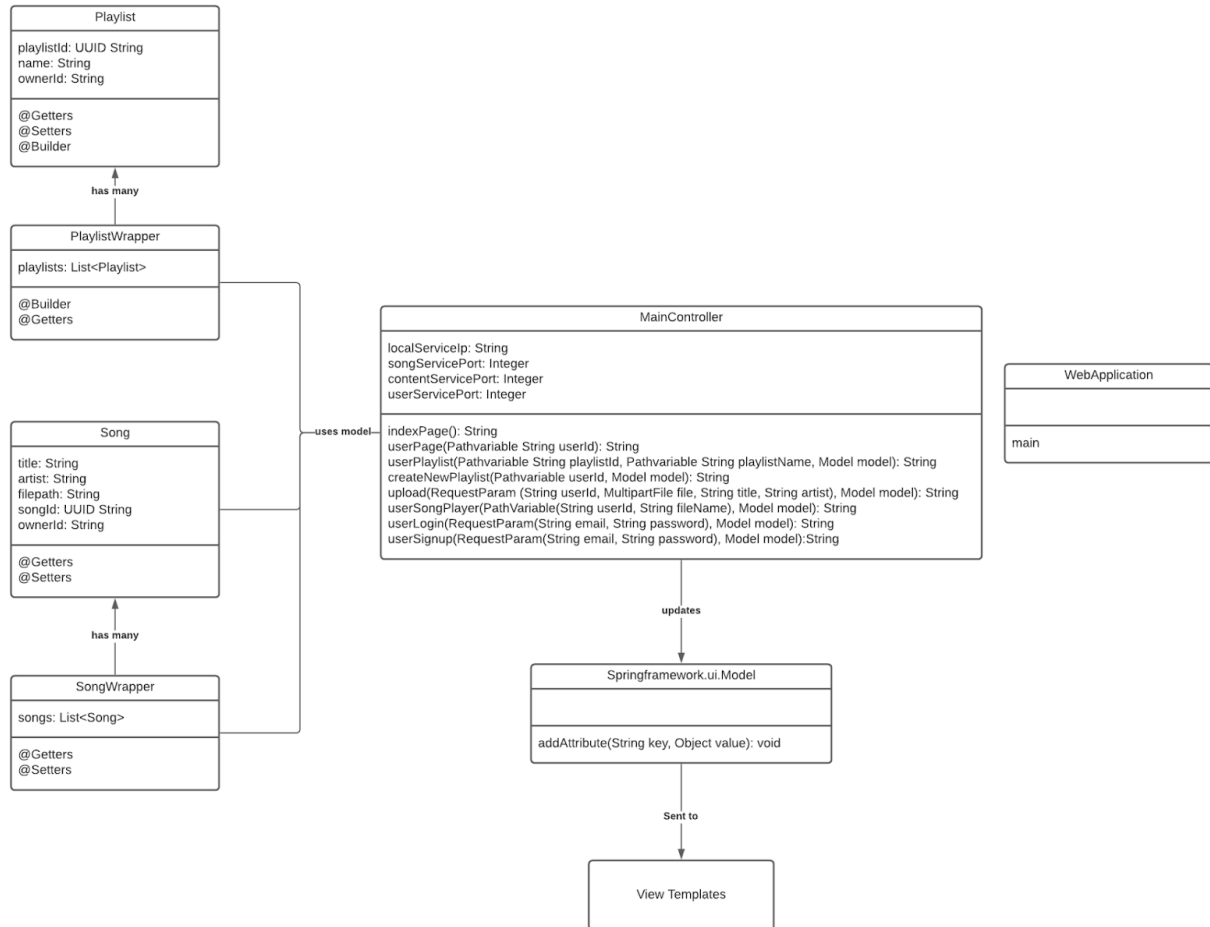 Playlist
playlistId: UUID String
name: String
ownerId: String
@Getters
@Setters
@Builder
has many
PlaylistWrapper
playlists: List<Playlist>
@Builder
@Getters
Song
title: String
artist: String
filepath: String
songId: UUID String
ownerId: String
@Getters
@Setters
has many
SongWrapper
songs: List<Song>
@Getters
@Setters
uses model
MainController
localServiceIp: String
songServicePort: Integer
contentServicePort: Integer
userServicePort: Integer
indexPage(): String
userPage(Pathvariable String userId): String
userPlaylist(Pathvariable String playlistId, Pathvariable String playlistName, Model model): String
createNewPlaylist(Pathvariable userId, Model model): String
upload(RequestParam (String userId, MultipartFile file, String title, String artist), Model model): String
userSongPlayer(PathVariable(String userId, String fileName), Model model): String
userLogin(RequestParam(String email, String password), Model model): String
userSignup(RequestParam(String email, String password), Model model):String
WebApplication
main
updates
Springframework.ui.Model
addAttribute(String key, Object value): void
Sent to
View Templates